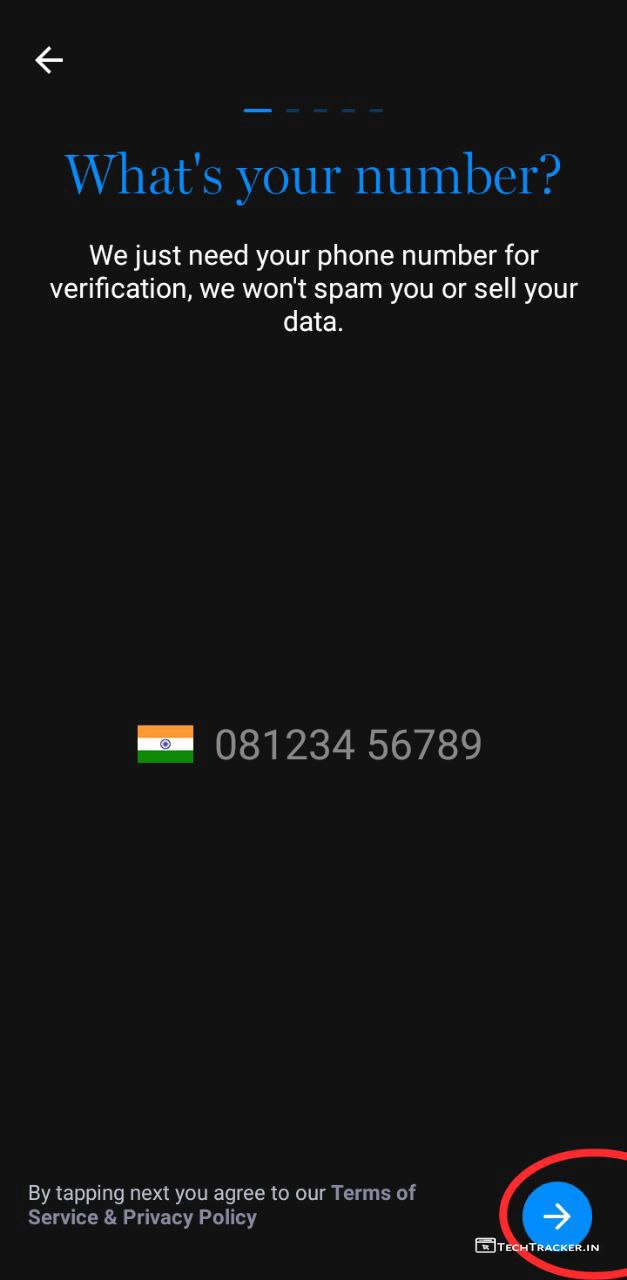 What's your number?
We just need your phone number for
verification, we won't spam you or sell your
data.
081234 56789
By tapping next you agree to our Terms of
Service & Privacy Policy
TechTracker.in